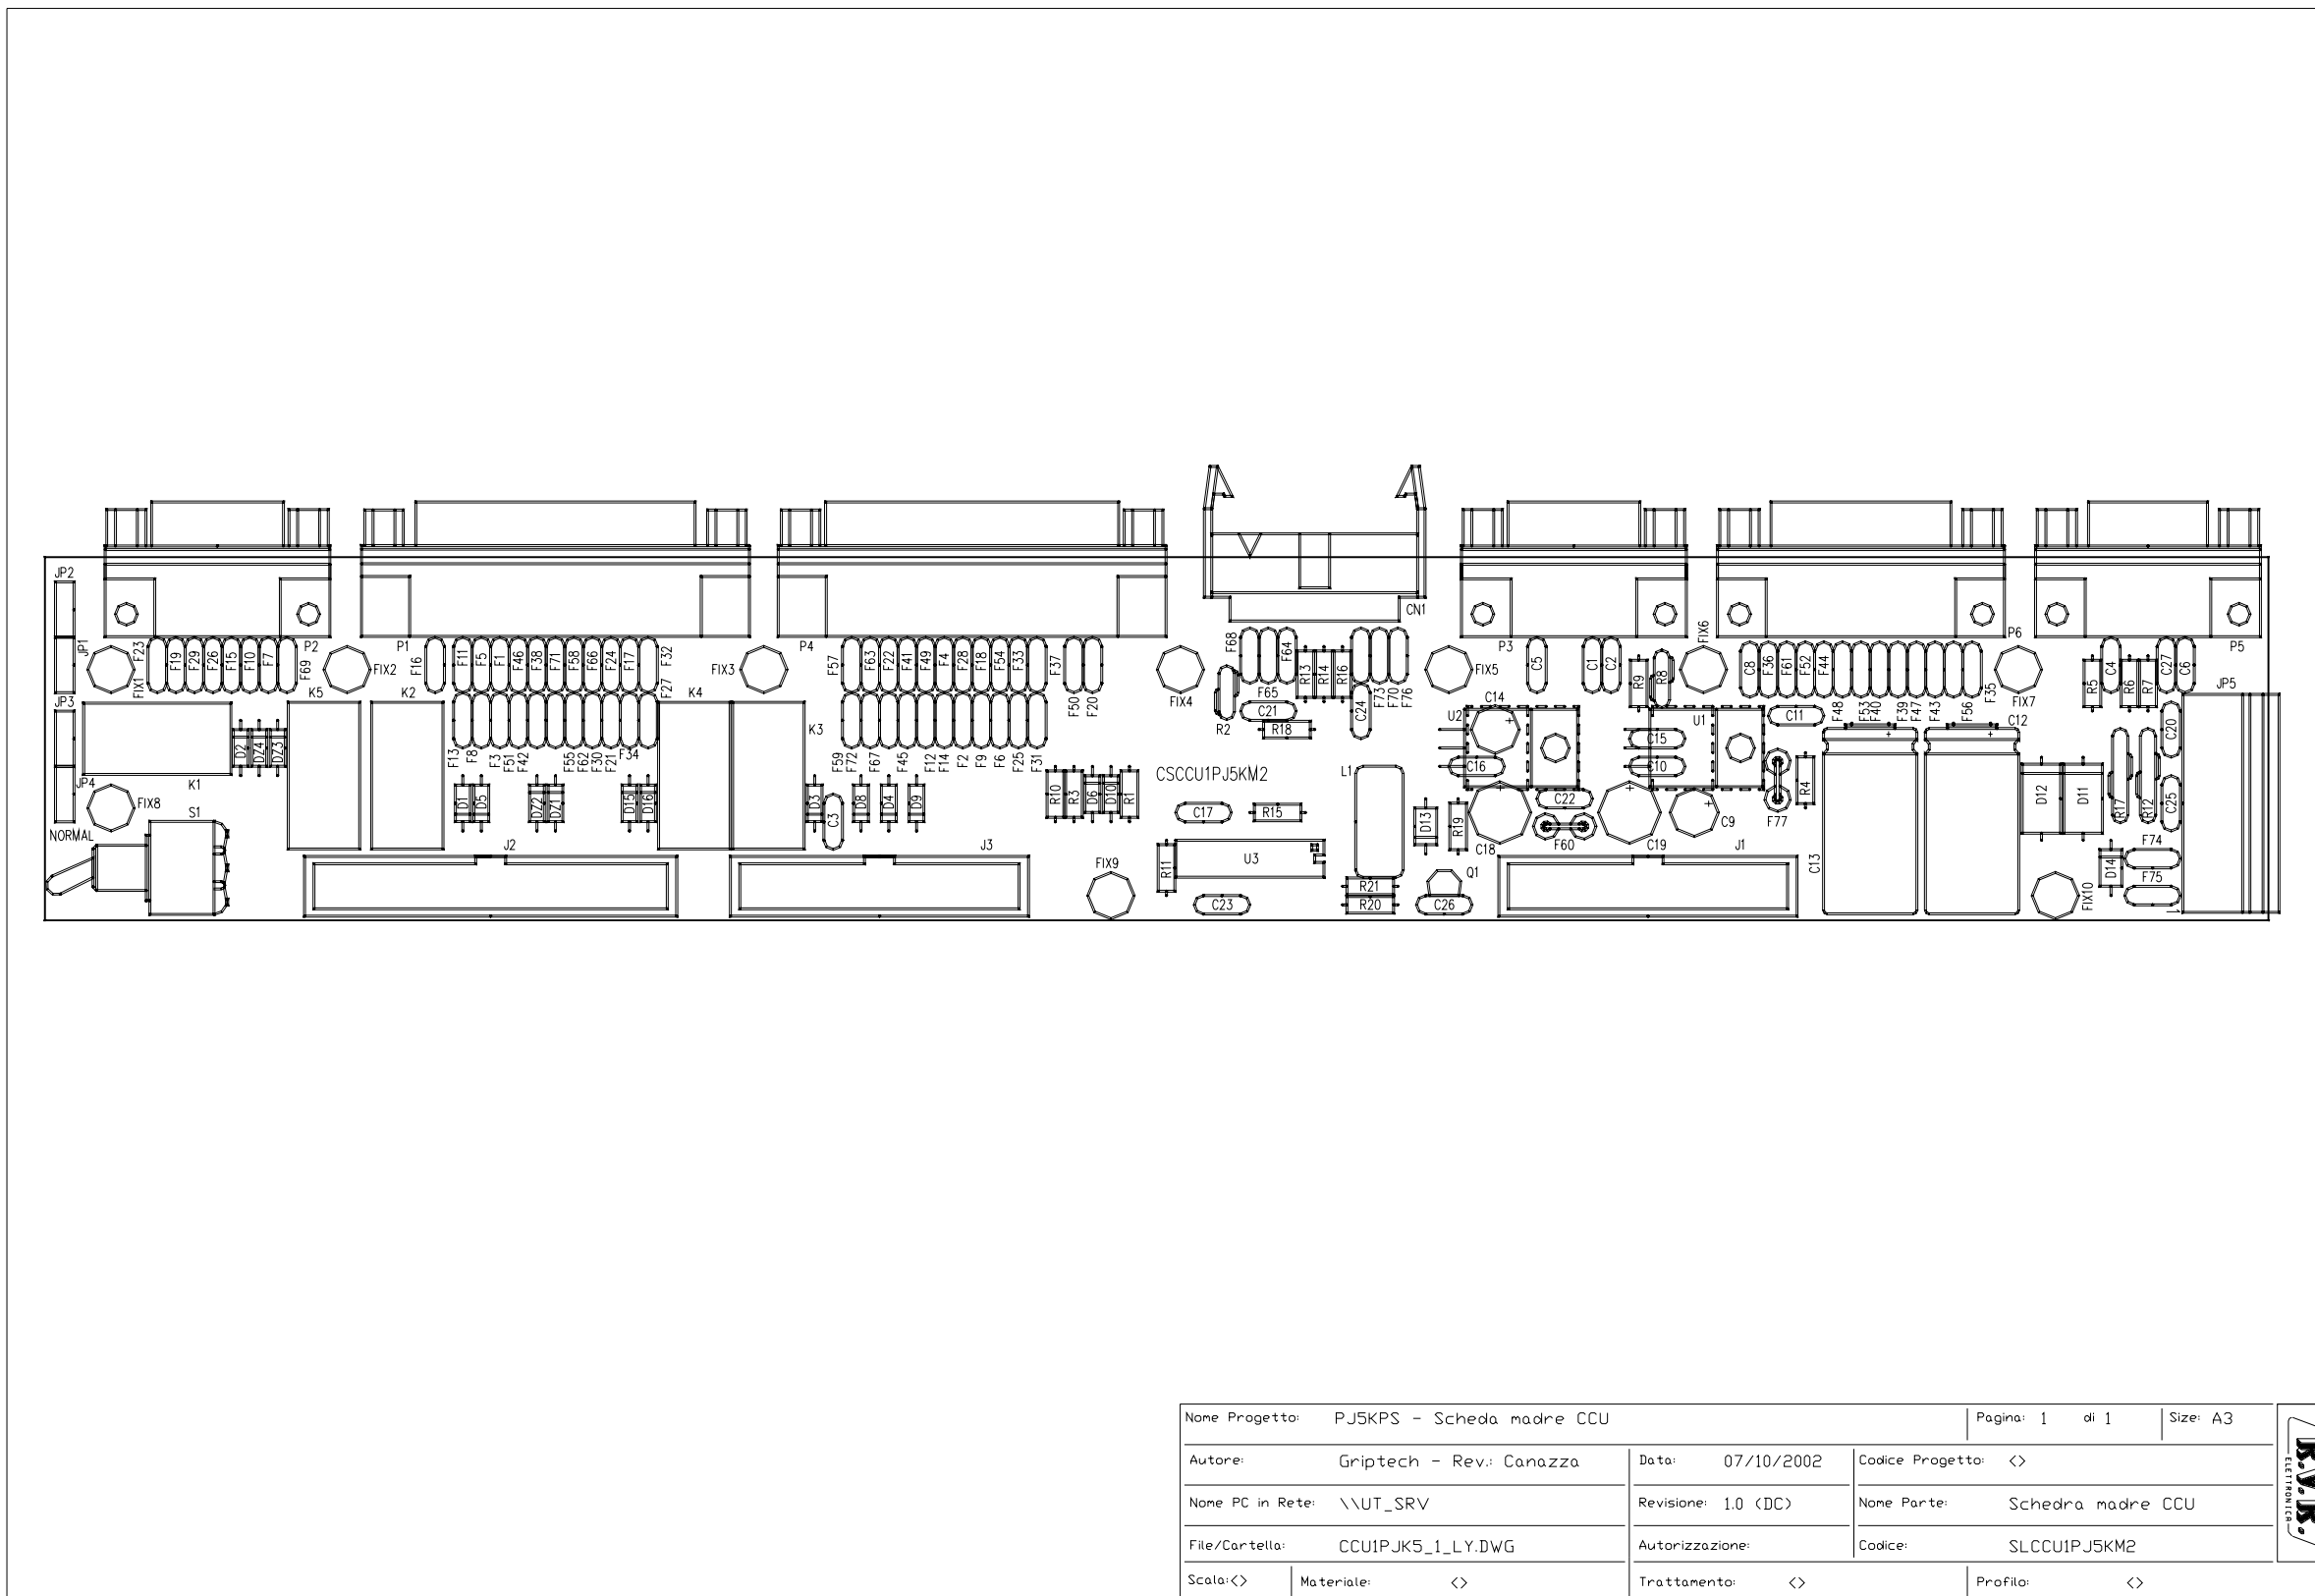 JP2
JP1
JP3
JP4
FIX1
F23
F19
F29
F26
F15
F10
F7
F69
P2
FIX2
P1
F16
F11
F5
F1
F46
F38
F71
F58
F66
F24
F17
F32
F27
FIX3
P4
F57
F63
F22
F41
F49
F4
F28
F18
F54
F33
F37
F50
F20
FIX4
F68
F64
F65
R13
R14
R16
F73
F70
F76
CN1
R2
C21
R18
C24
FIX5
P3
C5
C1
C2
R9
R8
FIX6
C8
F36
F61
F52
F44
F48
F53
F40
F39
F47
F43
F56
F35
P6
FIX7
R5
C4
R6
R7
C27
C6
P5
JP5
K1
D2
DZ4
DZ3
K5
K2
K4
K3
F13
F8
F3
F51
F42
F55
F62
F30
F21
F34
F59
F72
F67
F45
F12
F14
F2
F9
F6
F25
F31
CSCCU1PJ5KM2
L1
U2
C14
C16
U1
C15
C10
C11
C12
C20
FIX8
NORMAL
S1
D1
D5
DZ2
DZ1
D15
D16
D3
C3
D8
D4
D9
R10
R3
D6
D10
R1
C17
R15
D13
R19
C18
C22
F60
C19
C9
F77
R4
C13
D12
D11
R17
R12
C25
F74
F75
D14
J2
J3
FIX9
R11
U3
C23
R21
R20
Q1
C26
J1
FIX10
1
Nome Progetto: PJ5KPS - Scheda madre CCU
Pagina: 1 di 1
Size: A3
Autore: Griptech - Rev.: Canazza
Data: 07/10/2002
Codice Progetto: <>
Nome PC in Rete: \\UT_SRV
Revisione: 1.0 (DC)
Nome Parte: Schedra madre CCU
File/Cartella: CCU1PJK5_1_LY.DWG
Autorizzazione:
Codice: SLCCU1PJ5KM2
Scala:<>
Materiale: <>
Trattamento: <>
Profilo: <>
R.V.R.
ELETTRONICA